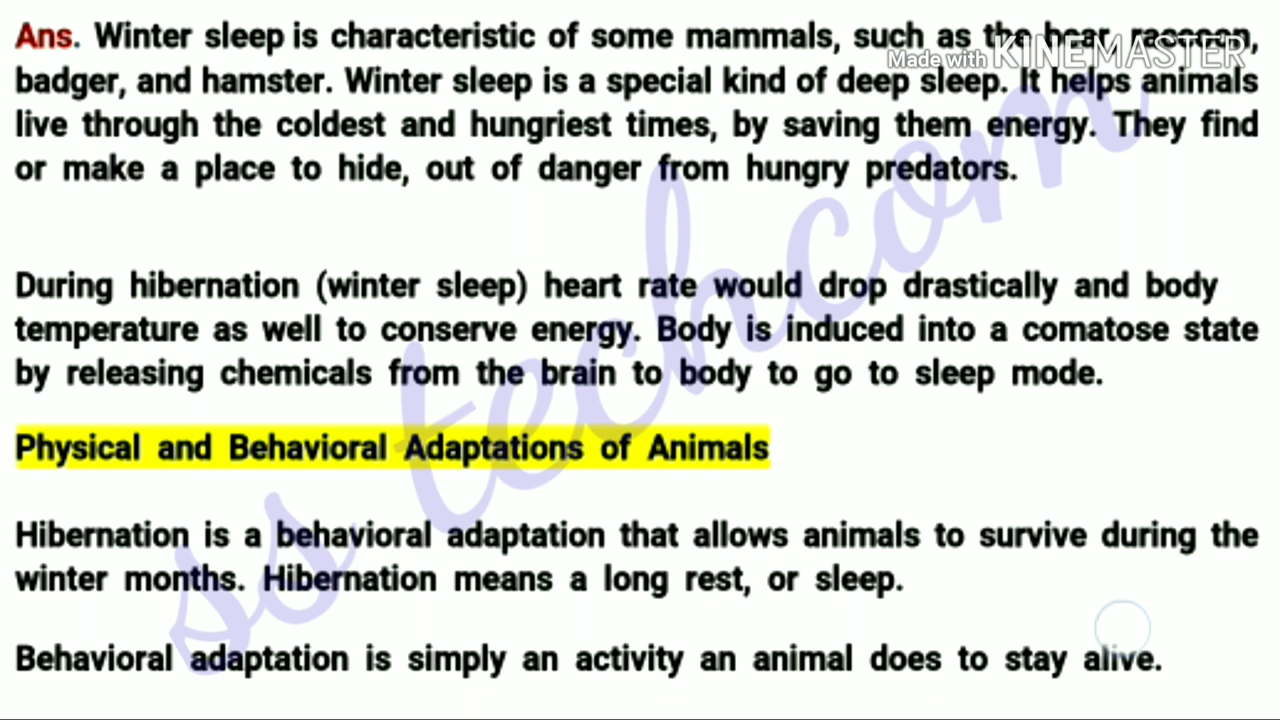 Ans. Winter sleep is characteristic of some mammals, such as the bear, raccoon,
Made with KINEMASTER
badger, and hamster. Winter sleep is a special kind of deep sleep. It helps animals
live through the coldest and hungriest times, by saving them energy. They find
or make a place to hide, out of danger from hungry predators.
During hibernation (winter sleep) heart rate would drop drastically and body
temperature as well to conserve energy. Body is induced into a comatose state
by releasing chemicals from the brain to body to go to sleep mode.
Physical and Behavioral Adaptations of Animals
Hibernation is a behavioral adaptation that allows animals to survive during the
winter months. Hibernation means a long rest, or sleep.
Behavioral adaptation is simply an activity an animal does to stay alive.
ss techcom